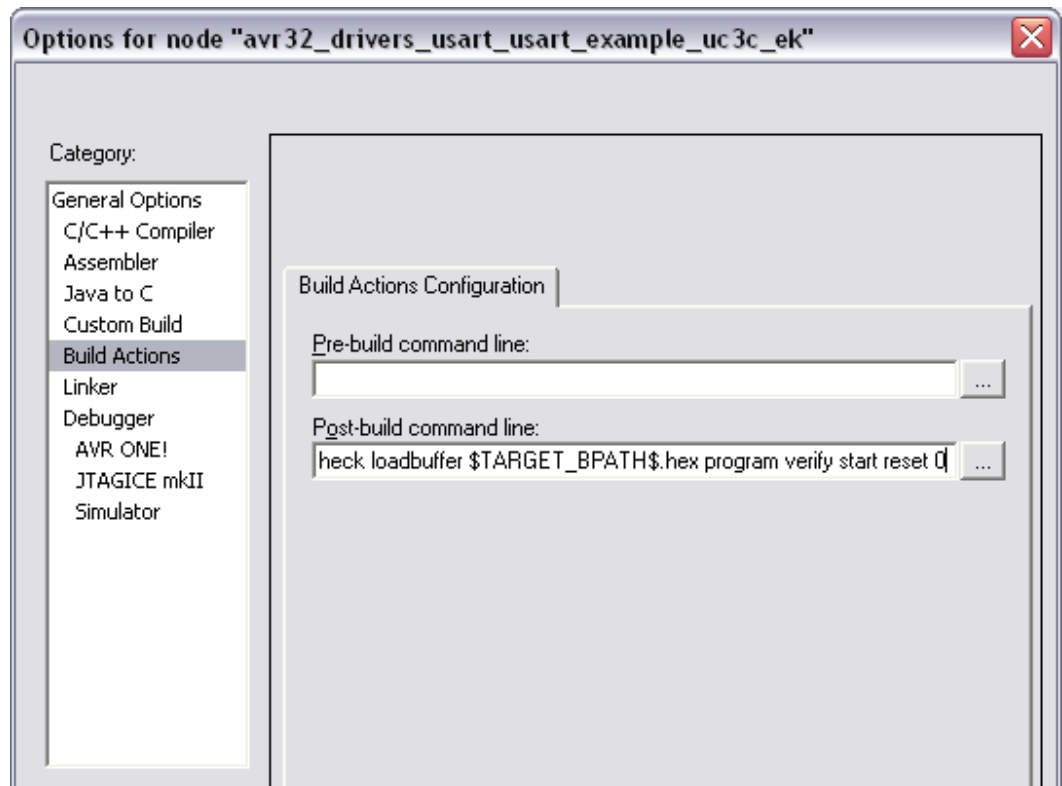 Options for node "avr32_drivers_usart_usart_example_uc3c_ek"
Category:
General Options
C/C++ Compiler
Assembler
Java to C
Custom Build
Build Actions
Linker
Debugger
AVR ONE!
JTAGICE mkII
Simulator
Build Actions Configuration
Pre-build command line:
...
Post-build command line:
heck loadbuffer $TARGET_BPATH$.hex program verify start reset 0
...